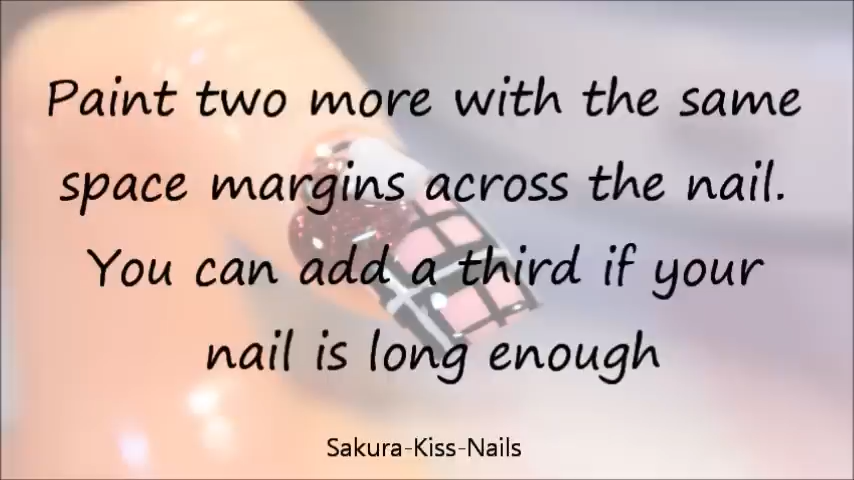 Paint two more with the same
space margins across the nail.
You can add a third if your
nail is long enough
Sakura-Kiss-Nails